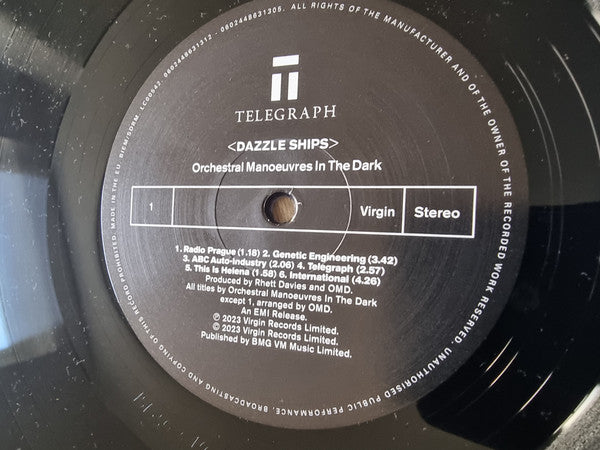 TELEGRAPH
<DAZZLE SHIPS>
Orchestral Manoeuvres In The Dark
1
Virgin
Stereo
1. Radio Prague (1.18) 2. Genetic Engineering (3.42)
3. ABC Auto-Industry (2.06) 4. Telegraph (2.57)
5. This Is Helena (1.58) 6. International (4.26)
Produced by Rhett Davies and OMD.
All titles by Orchestral Manoeuvres In The Dark
except 1, arranged by OMD.
An EMI Release.
℗ 2023 Virgin Records Limited.
© 2023 Virgin Records Limited.
Published by BMG VM Music Limited.
MADE IN THE EU. BIEM/SDRM. LC00543. 0602448631312. 0602448631305. ALL RIGHTS OF THE MANUFACTURER AND OF THE OWNER OF THE RECORDED WORK RESERVED. UNAUTHORISED PUBLIC PERFORMANCE, BROADCASTING AND COPYING OF THIS RECORD PROHIBITED.